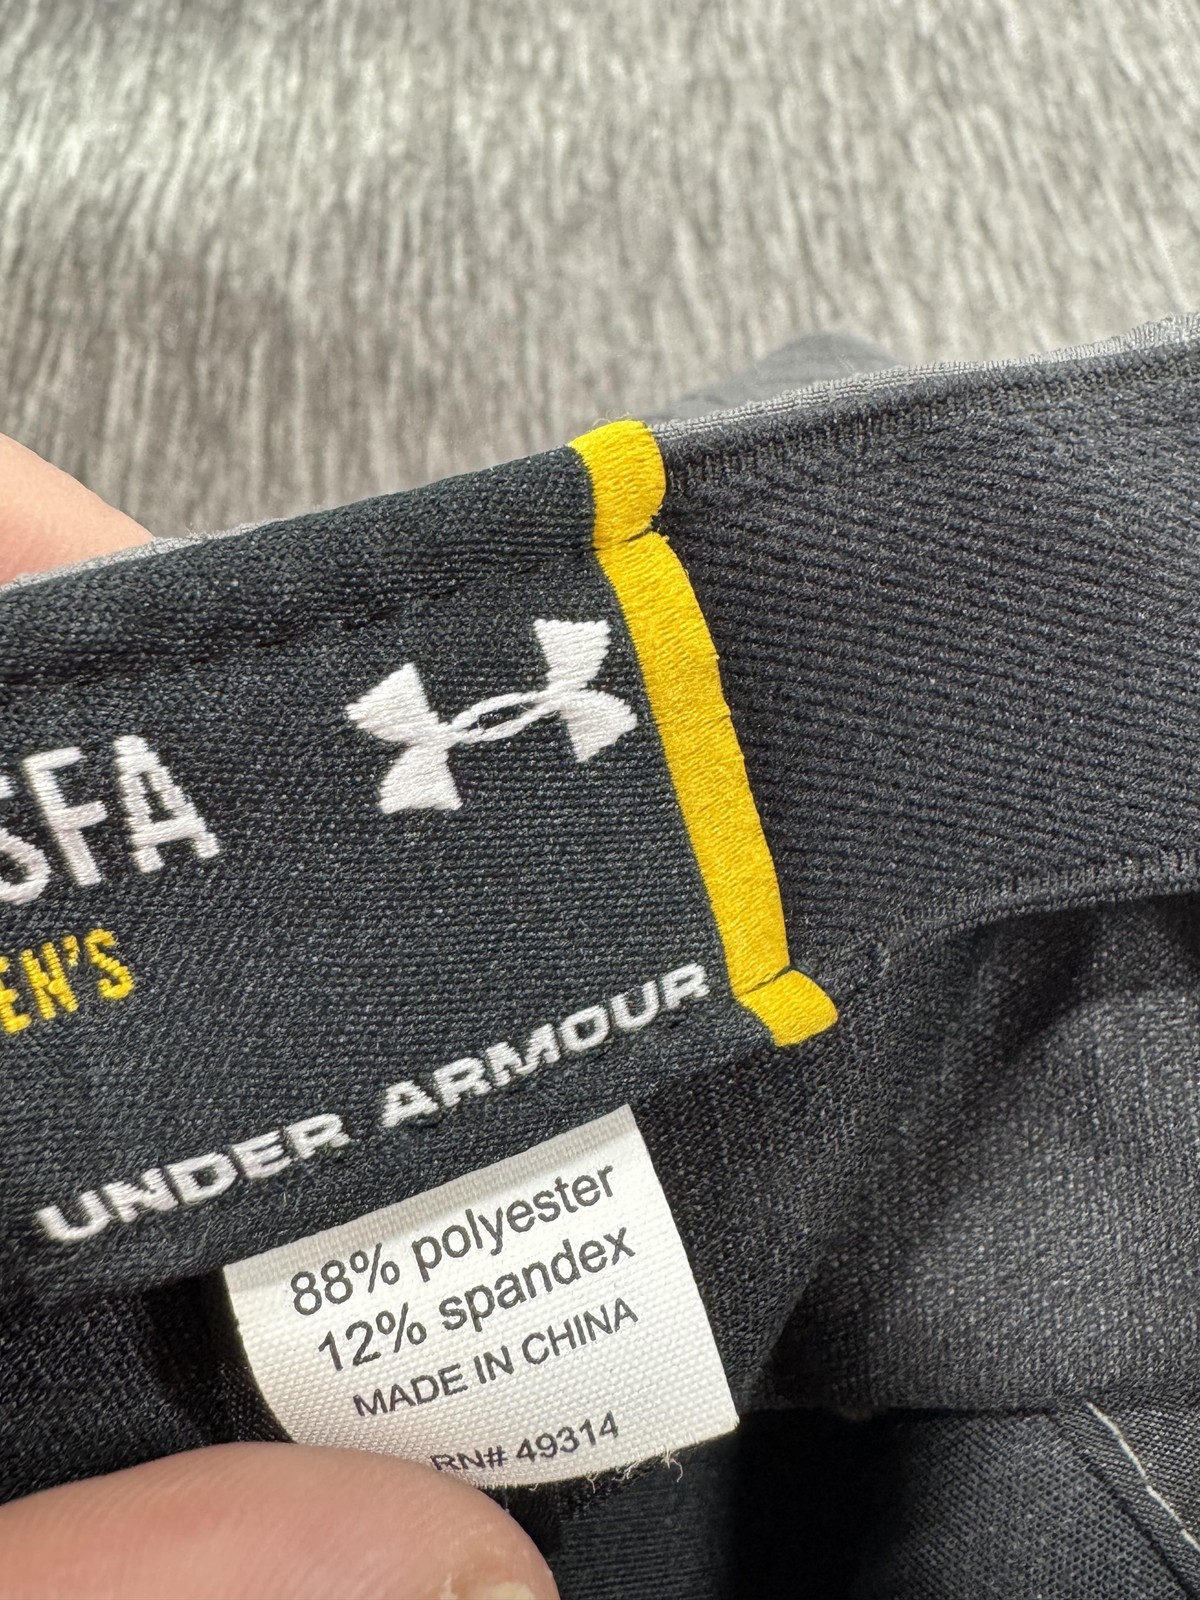 SFA
EN'S
UNDER ARMOUR
88% polyester
12% spandex
MADE IN CHINA
RN# 49314